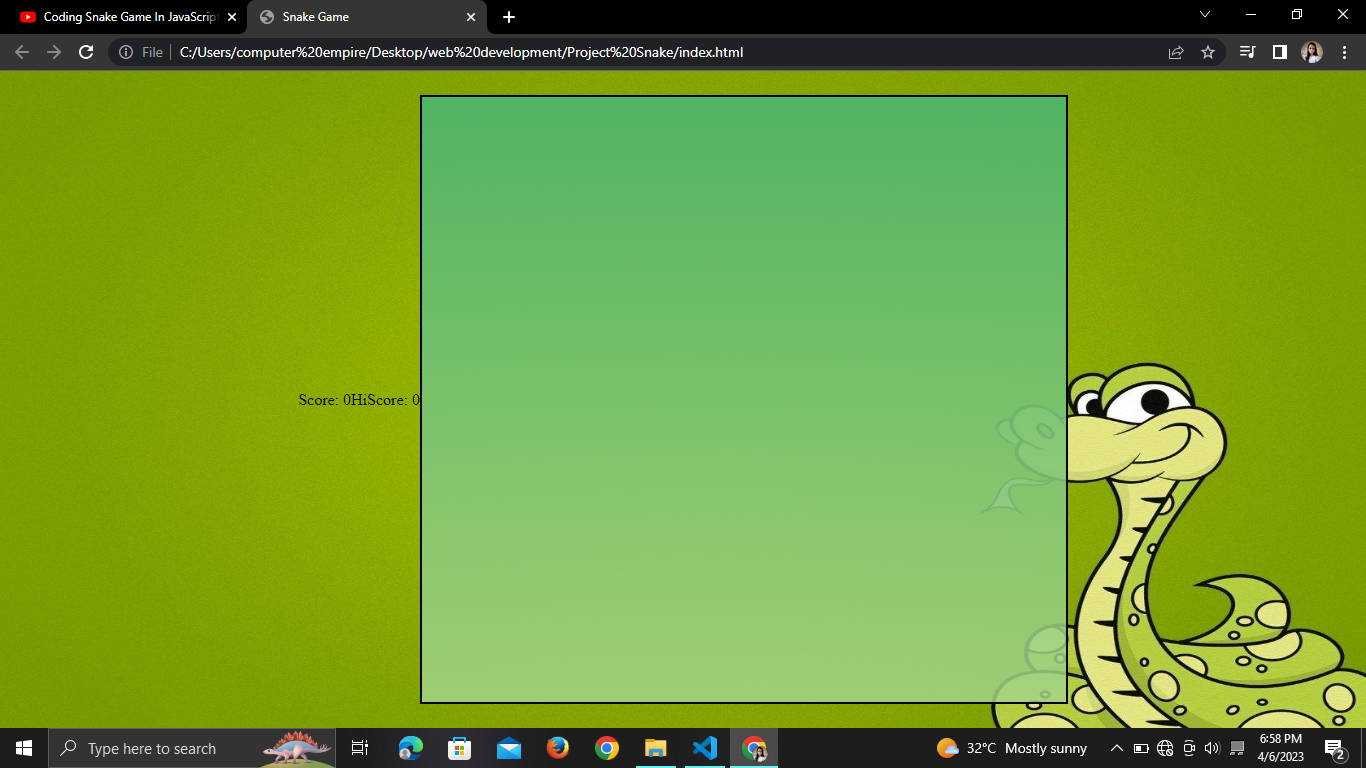 Coding Snake Game In JavaScript
Snake Game
File
C:/Users/computer%20empire/Desktop/web%20development/Project%20Snake/index.html
Score: 0HiScore: 0
Type here to search
32°C Mostly sunny
6:58 PM
4/6/2023
2